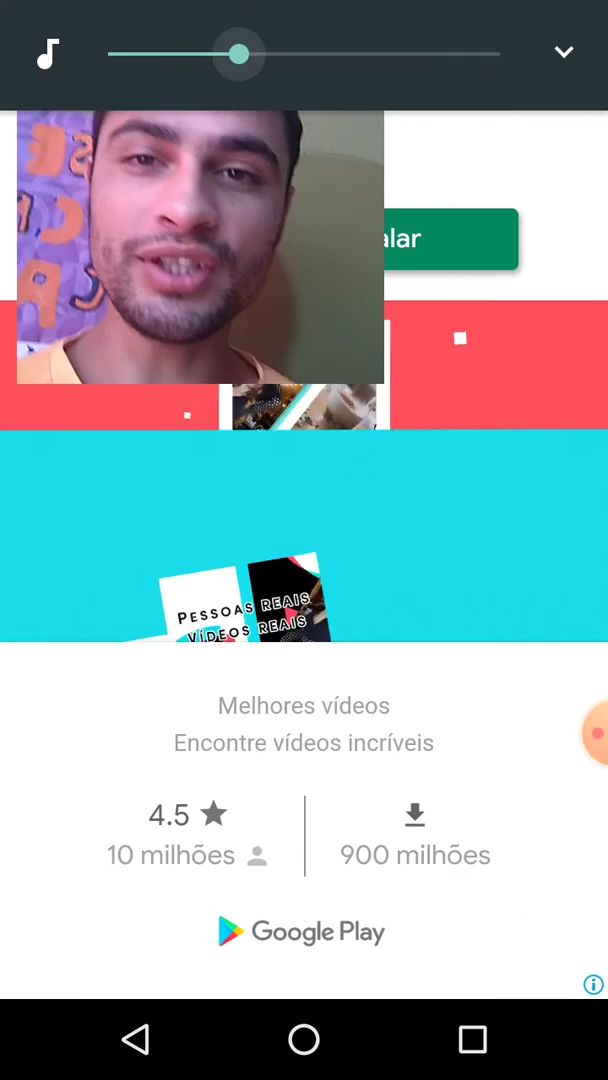 alar
PESSOAS REAIS
VÍDEOS REAIS
Melhores vídeos
Encontre vídeos incríveis
4.5
10 milhões
900 milhões
Google Play